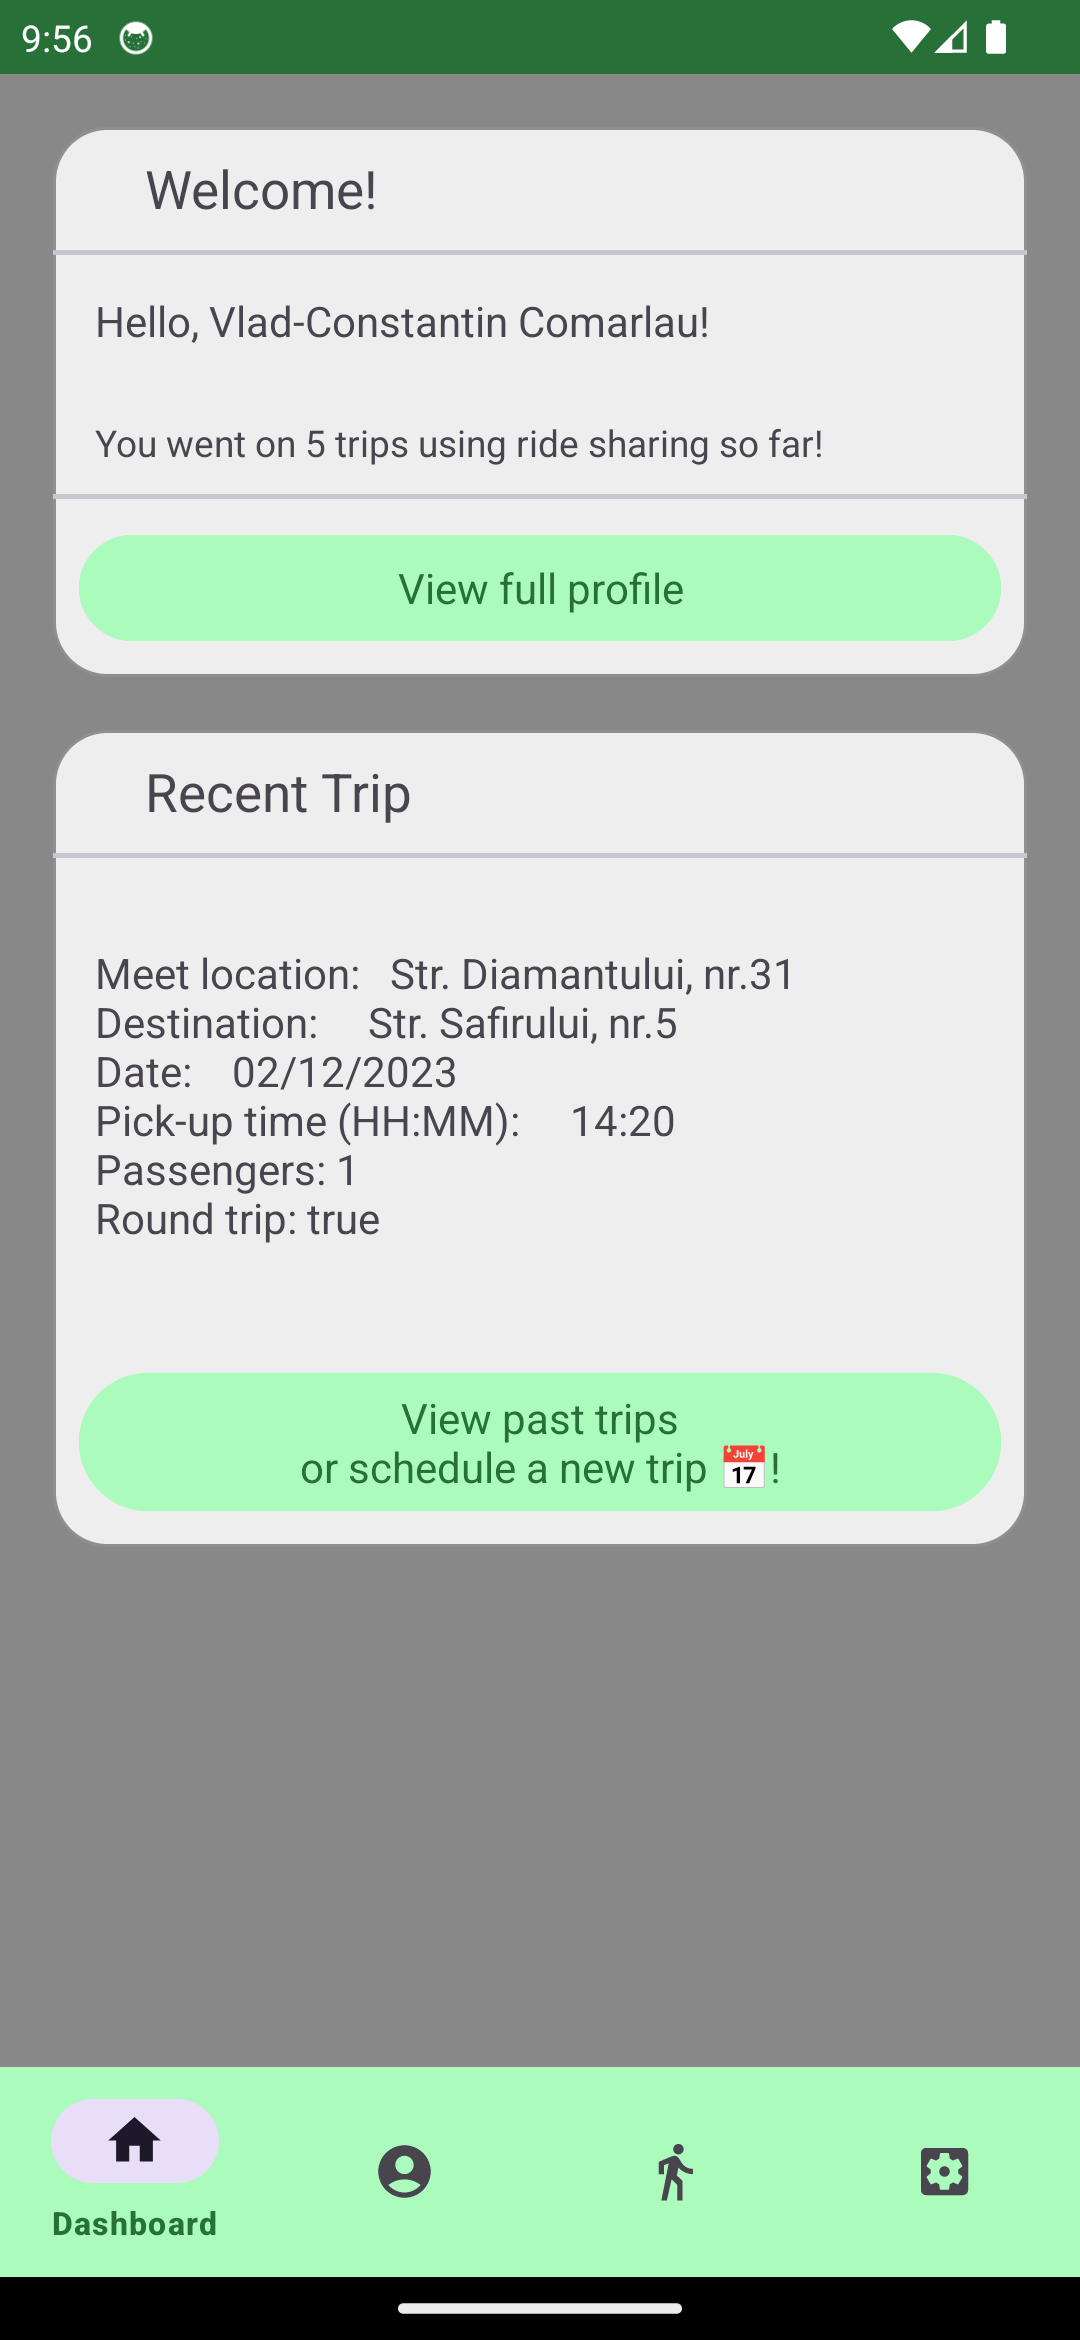 9:56
Welcome!
Hello, Vlad-Constantin Comarlau!
You went on 5 trips using ride sharing so far!
View full profile
Recent Trip
Meet location: Str. Diamantului, nr.31
Destination: Str. Safirului, nr.5
Date: 02/12/2023
Pick-up time (HH:MM): 14:20
Passengers: 1
Round trip: true
View past trips
or schedule a new trip 📅!
Dashboard